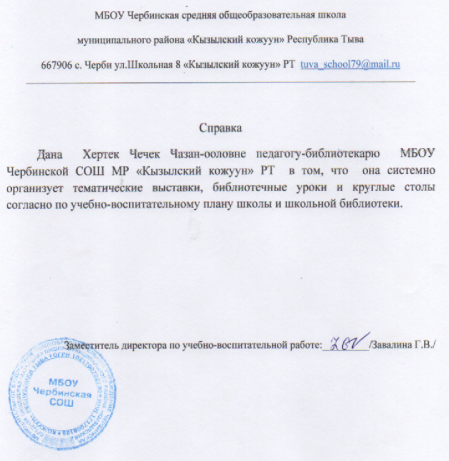 МБОУ Чербинская средняя общеобразовательная школа
муниципального района «Кызылский кожуун» Республика Тыва
667906 с. Черби ул.Школьная 8 «Кызылский кожуун» РТ tuva_school79@mail.ru
Справка
Дана Хертек Чечек Чазан-ооловне педагогу-библиотекарю МБОУ
Чербинской СОШ МР «Кызылский кожуун» РТ в том, что она системно
организует тематические выставки, библиотечные уроки и круглые столы
согласно по учебно-воспитательному плану школы и школьной библиотеки.
Заместитель директора по учебно-воспитательной работе: /Завалина Г.В./
МБОУ
Чербинская
СОШ